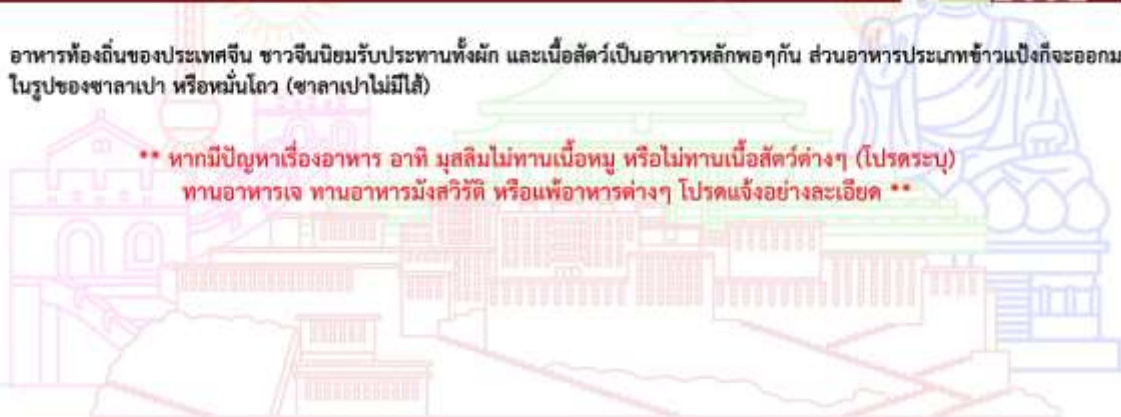 อาหารท้องถิ่นของประเทศจีน ชาวจีนนิยมรับประทานทั้งผัก และเนื้อสัตว์เป็นอาหารหลักพอๆกัน ส่วนอาหารประเภทข้าวแป้งก็จะออกม
ในรูปของซาลาเปา หรือหมั่นโถว (ซาลาเปาไม่มีไส้)
** หากมีปัญหาเรื่องอาหาร อาทิ มุสลิมไม่ทานเนื้อหมู หรือไม่ทานเนื้อสัตว์ต่างๆ (โปรดระบุ)
ทานอาหารเจ ทานอาหารมังสวิรัติ หรือแพ้อาหารต่างๆ โปรดแจ้งอย่างละเอียด **